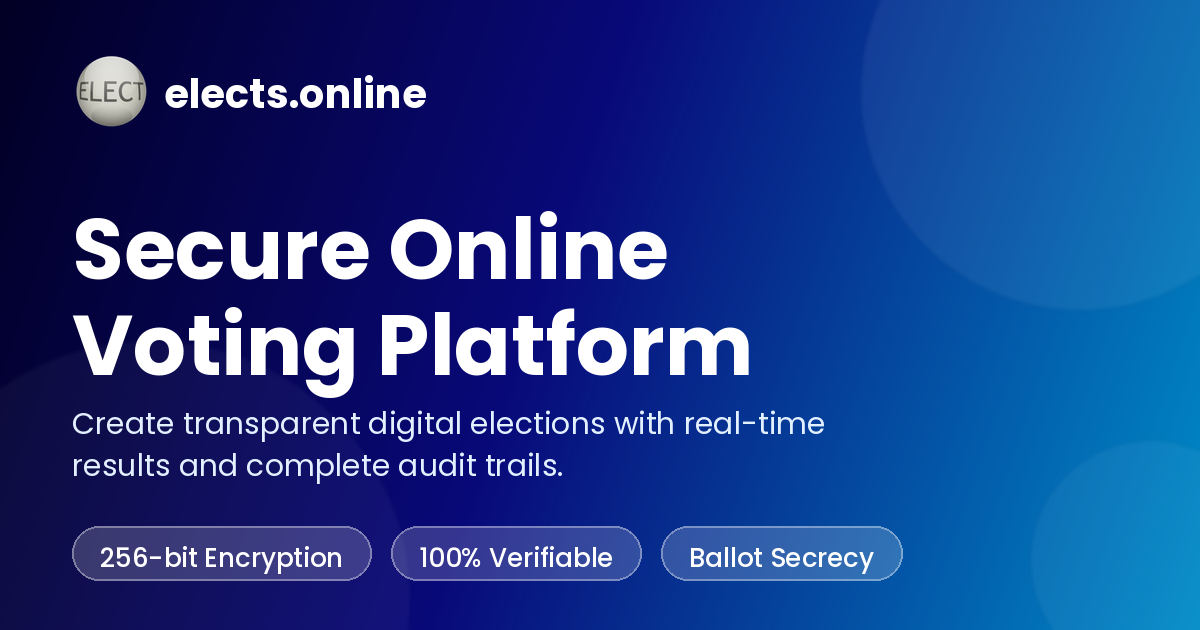 ELECT
elects.online
Secure Online
Voting Platform
Create transparent digital elections with real-time
results and complete audit trails.
256-bit Encryption
100% Verifiable
Ballot Secrecy